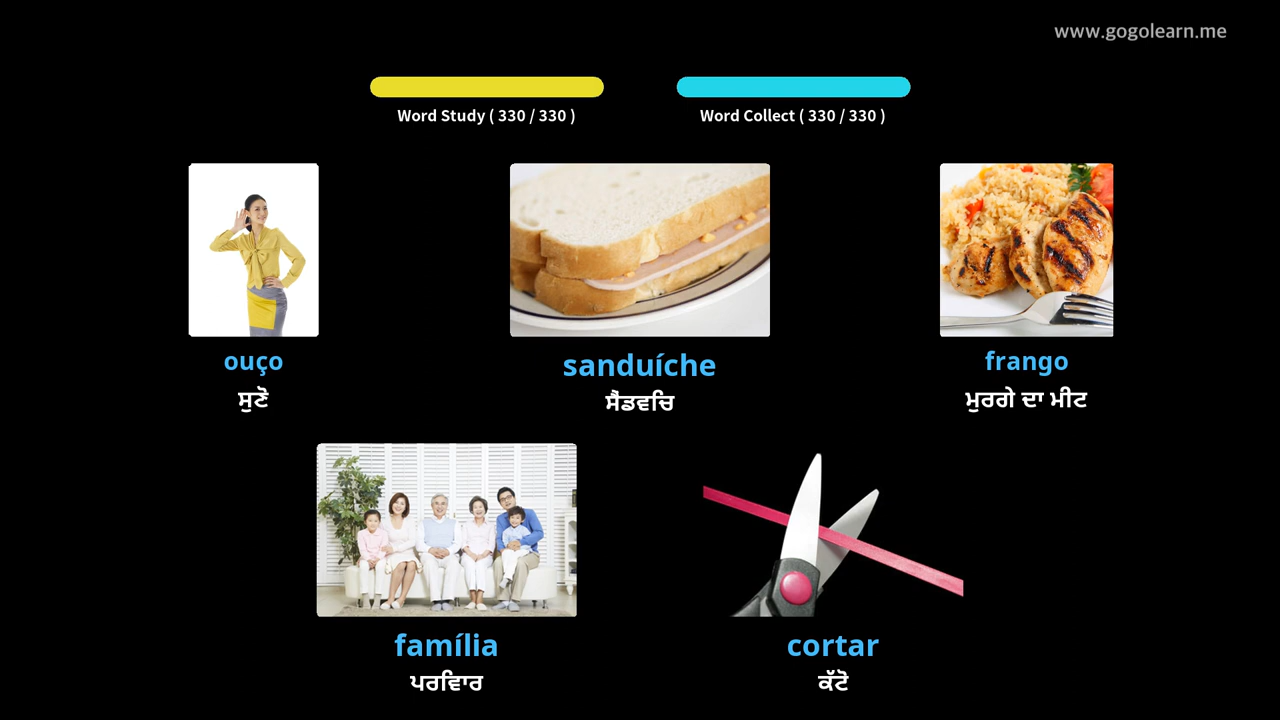 www.gogolearn.me
Word Study ( 330 / 330 )
Word Collect ( 330 / 330 )
ouço
ਸੁਣੋ
sanduíche
ਸੈਂਡਵਿਚ
frango
ਮੁਰਗੇ ਦਾ ਮੀਟ
família
ਪਰਿਵਾਰ
cortar
ਕੱਟੋ